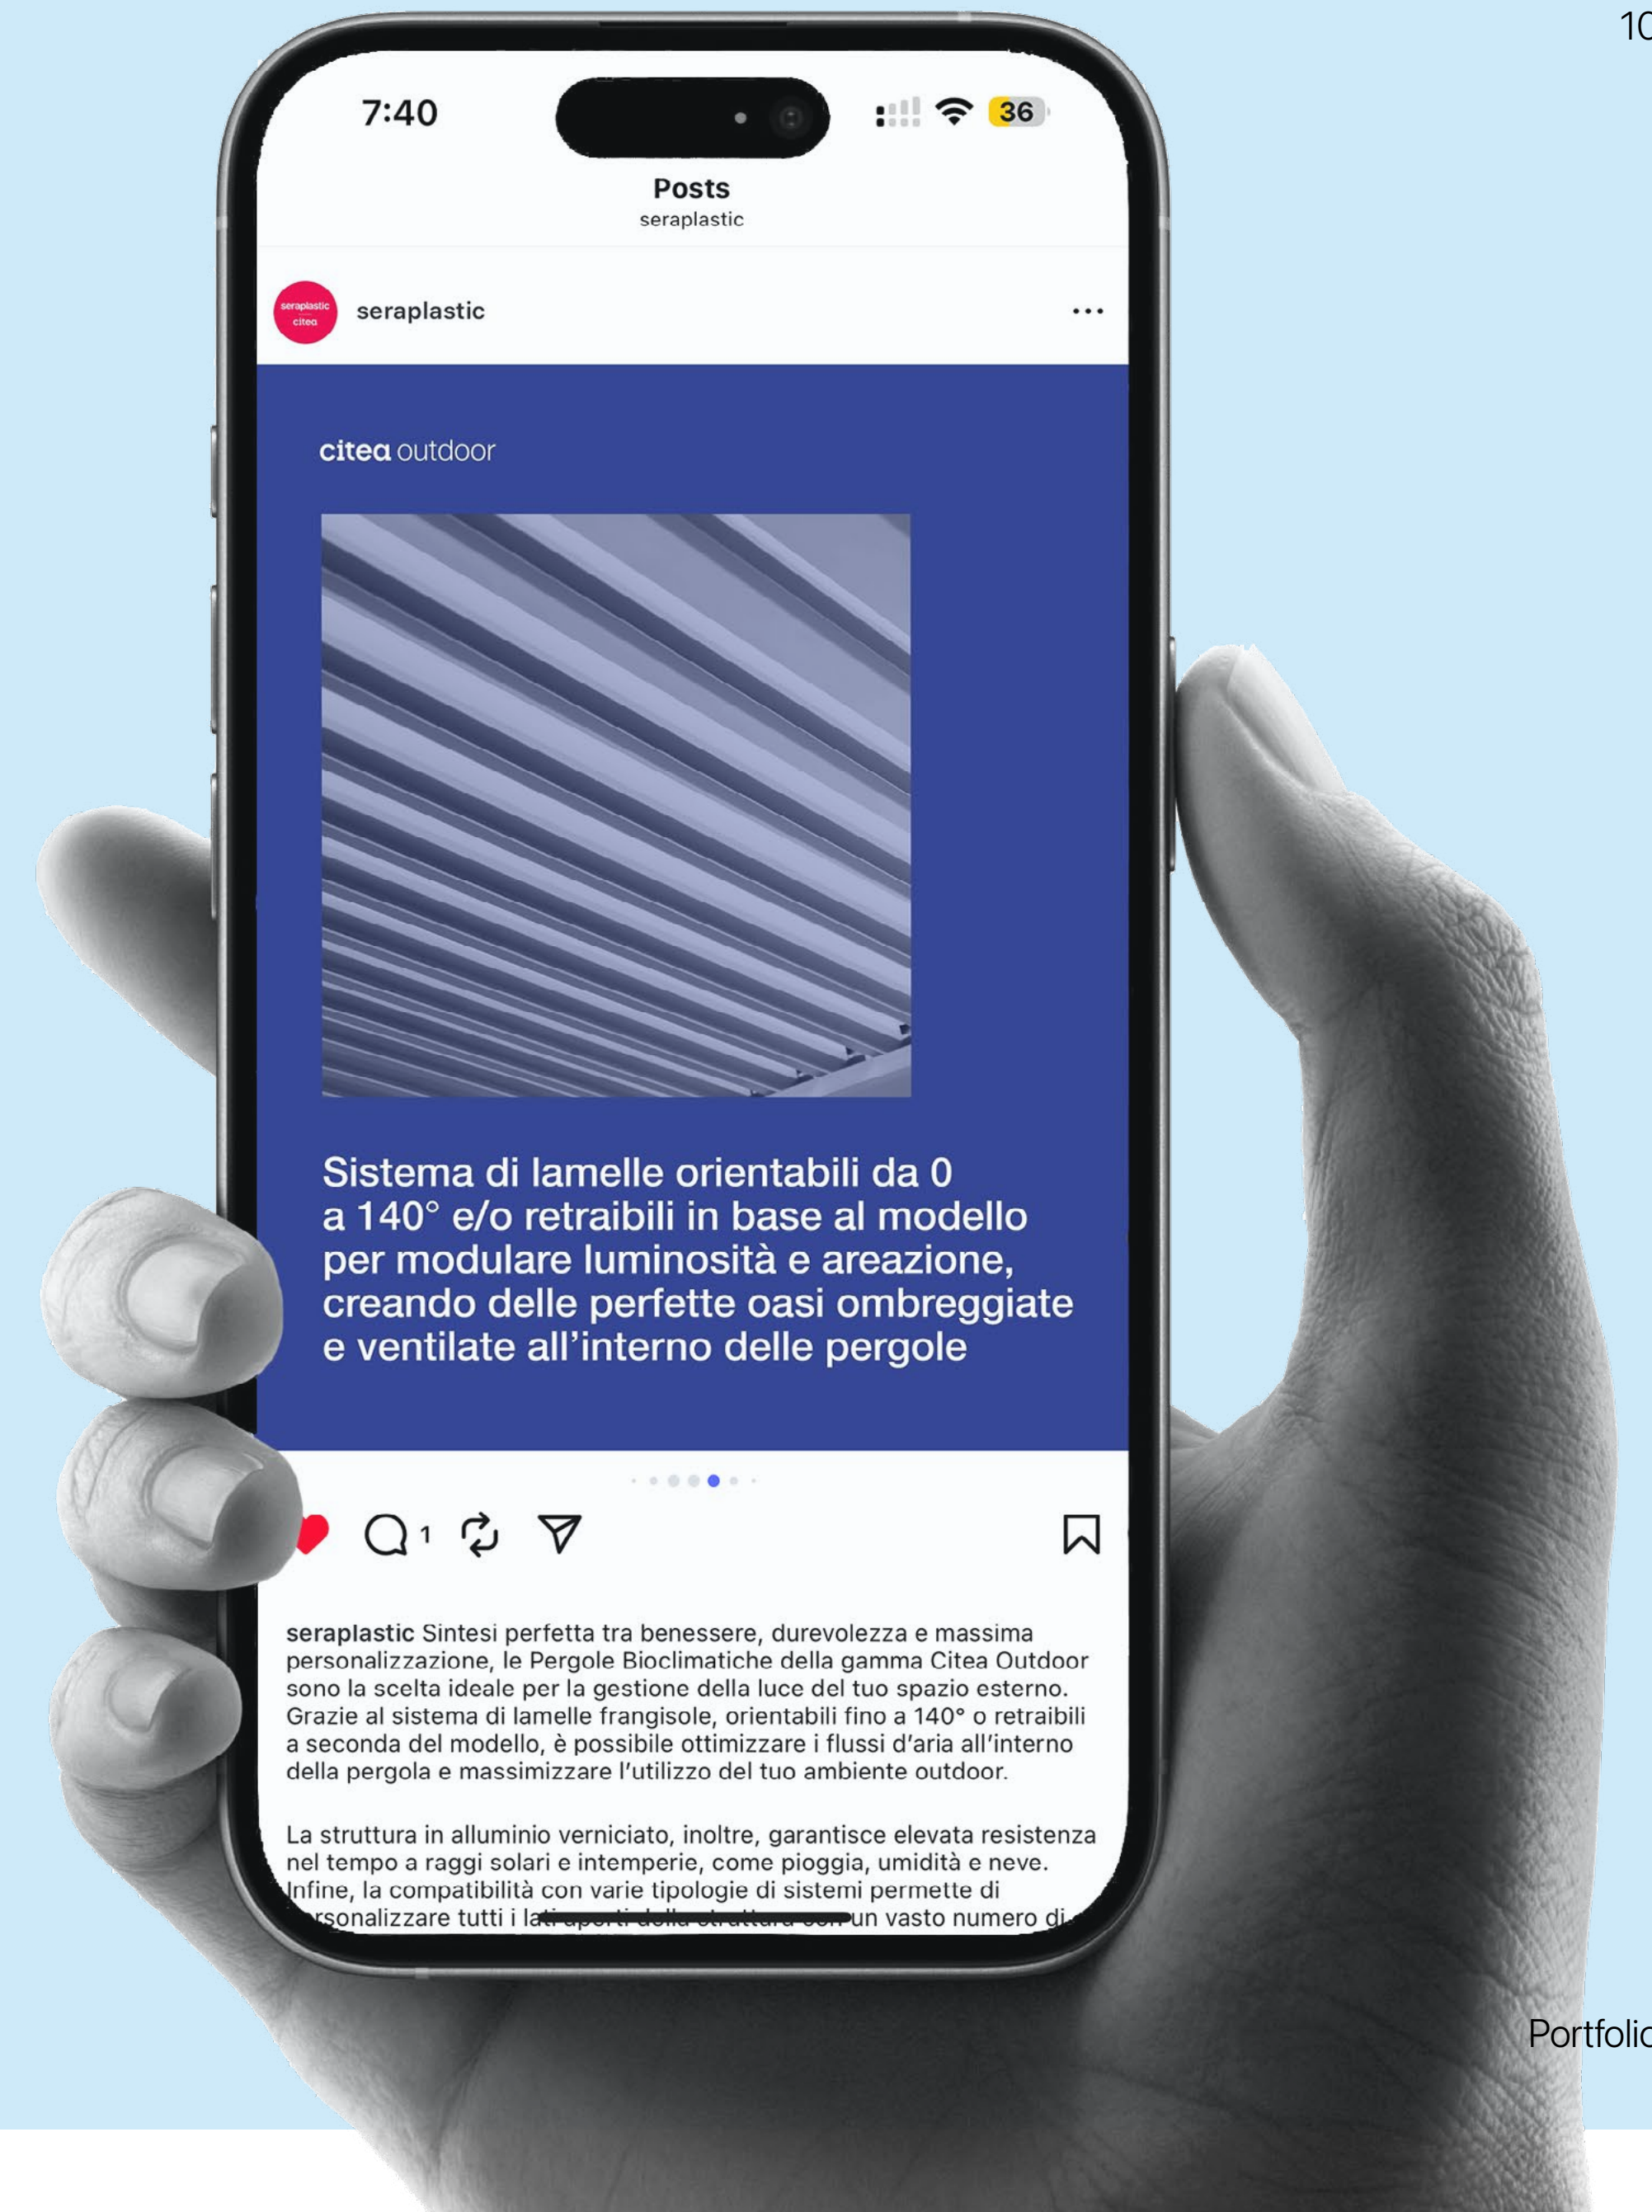 10
7:40
36
Posts
seraplastic
seraplastic
citea
seraplastic
citea outdoor
Sistema di lamelle orientabili da 0
a 140° e/o retraibili in base al modello
per modulare luminosità e areazione,
creando delle perfette oasi ombreggiate
e ventilate all’interno delle pergole
1
seraplastic Sintesi perfetta tra benessere, durevolezza e massima
personalizzazione, le Pergole Bioclimatiche della gamma Citea Outdoor
sono la scelta ideale per la gestione della luce del tuo spazio esterno.
Grazie al sistema di lamelle frangisole, orientabili fino a 140° o retraibili
a seconda del modello, è possibile ottimizzare i flussi d’aria all’interno
della pergola e massimizzare l’utilizzo del tuo ambiente outdoor.
La struttura in alluminio verniciato, inoltre, garantisce elevata resistenza
nel tempo a raggi solari e intemperie, come pioggia, umidità e neve.
Infine, la compatibilità con varie tipologie di sistemi permette di
tutti i un vasto numero di